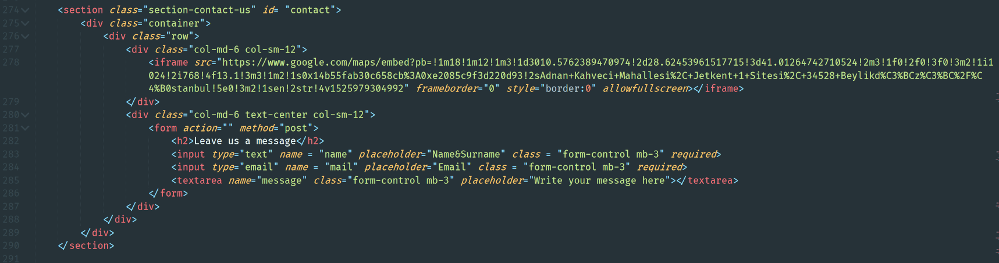 274 <section class="section-contact-us" id= "contact">
275 <div class="container">
276 <div class="row">
277 <div class="col-md-6 col-sm-12">
278 <iframe src="https://www.google.com/maps/embed?pb=!1m18!1m12!1m3!1d3010.5762389470974!2d28.62453961517715!3d41.01264742710524!2m3!1f0!2f0!3f0!3m2!1i1
024!2i768!4f13.1!3m3!1m2!1s0x14b55fab30c658cb%3A0xe2085c9f3d220d93!2sAdnan+Kahveci+Mahallesi%2C+Jetkent+1+Sitesi%2C+34528+Beylikd%C3%BCz%C3%BC%2F%C
4%B0stanbul!5e0!3m2!1sen!2str!4v1525979304992" frameborder="0" style="border:0" allowfullscreen></iframe>
279 </div>
280 <div class="col-md-6 text-center col-sm-12">
281 <form action="" method="post">
282 <h2>Leave us a message</h2>
283 <input type="text" name = "name" placeholder="Name&Surname" class = "form-control mb-3" required>
284 <input type="email" name = "mail" placeholder="Email" class = "form-control mb-3" required>
285 <textarea name="message" class="form-control mb-3" placeholder="Write your message here"></textarea>
286 </form>
287 </div>
288 </div>
289 </div>
290 </section>
291